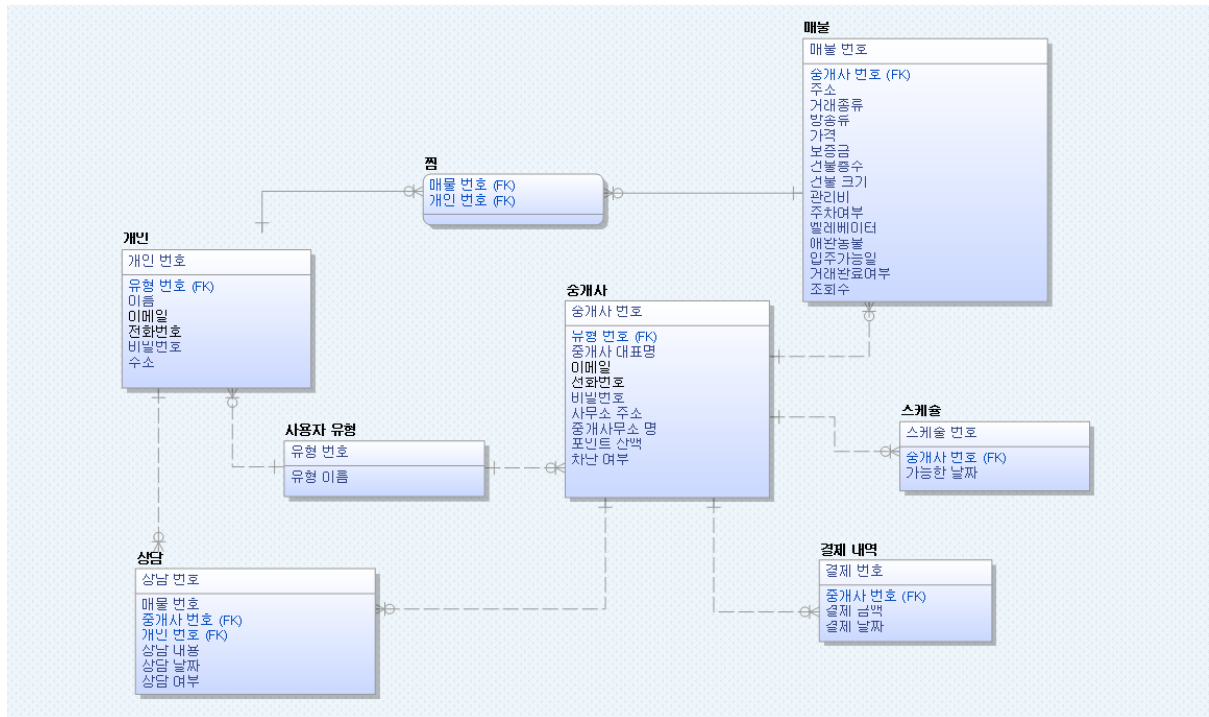 매물
매물 번호
중개사 번호 (FK)
주소
거래종류
방종류
가격
보증금
건물층수
건물 크기
관리비
주차여부
엘레베이터
애완동물
입주가능일
거래완료여부
조회수
찜
매물 번호 (FK)
개인 번호 (FK)
개인
개인 번호
유형 번호 (FK)
이름
이메일
전화번호
비밀번호
주소
중개사
중개사 번호
유형 번호 (FK)
중개사 대표명
이메일
전화번호
비밀번호
사무소 주소
중개사무소 명
포인트 잔액
차단 여부
스케줄
스케줄 번호
중개사 번호 (FK)
가능한 날짜
사용자 유형
유형 번호
유형 이름
상담
상담 번호
매물 번호
중개사 번호 (FK)
개인 번호 (FK)
상담 내용
상담 날짜
상담 여부
결제 내역
결제 번호
중개사 번호 (FK)
결제 금액
결제 날짜